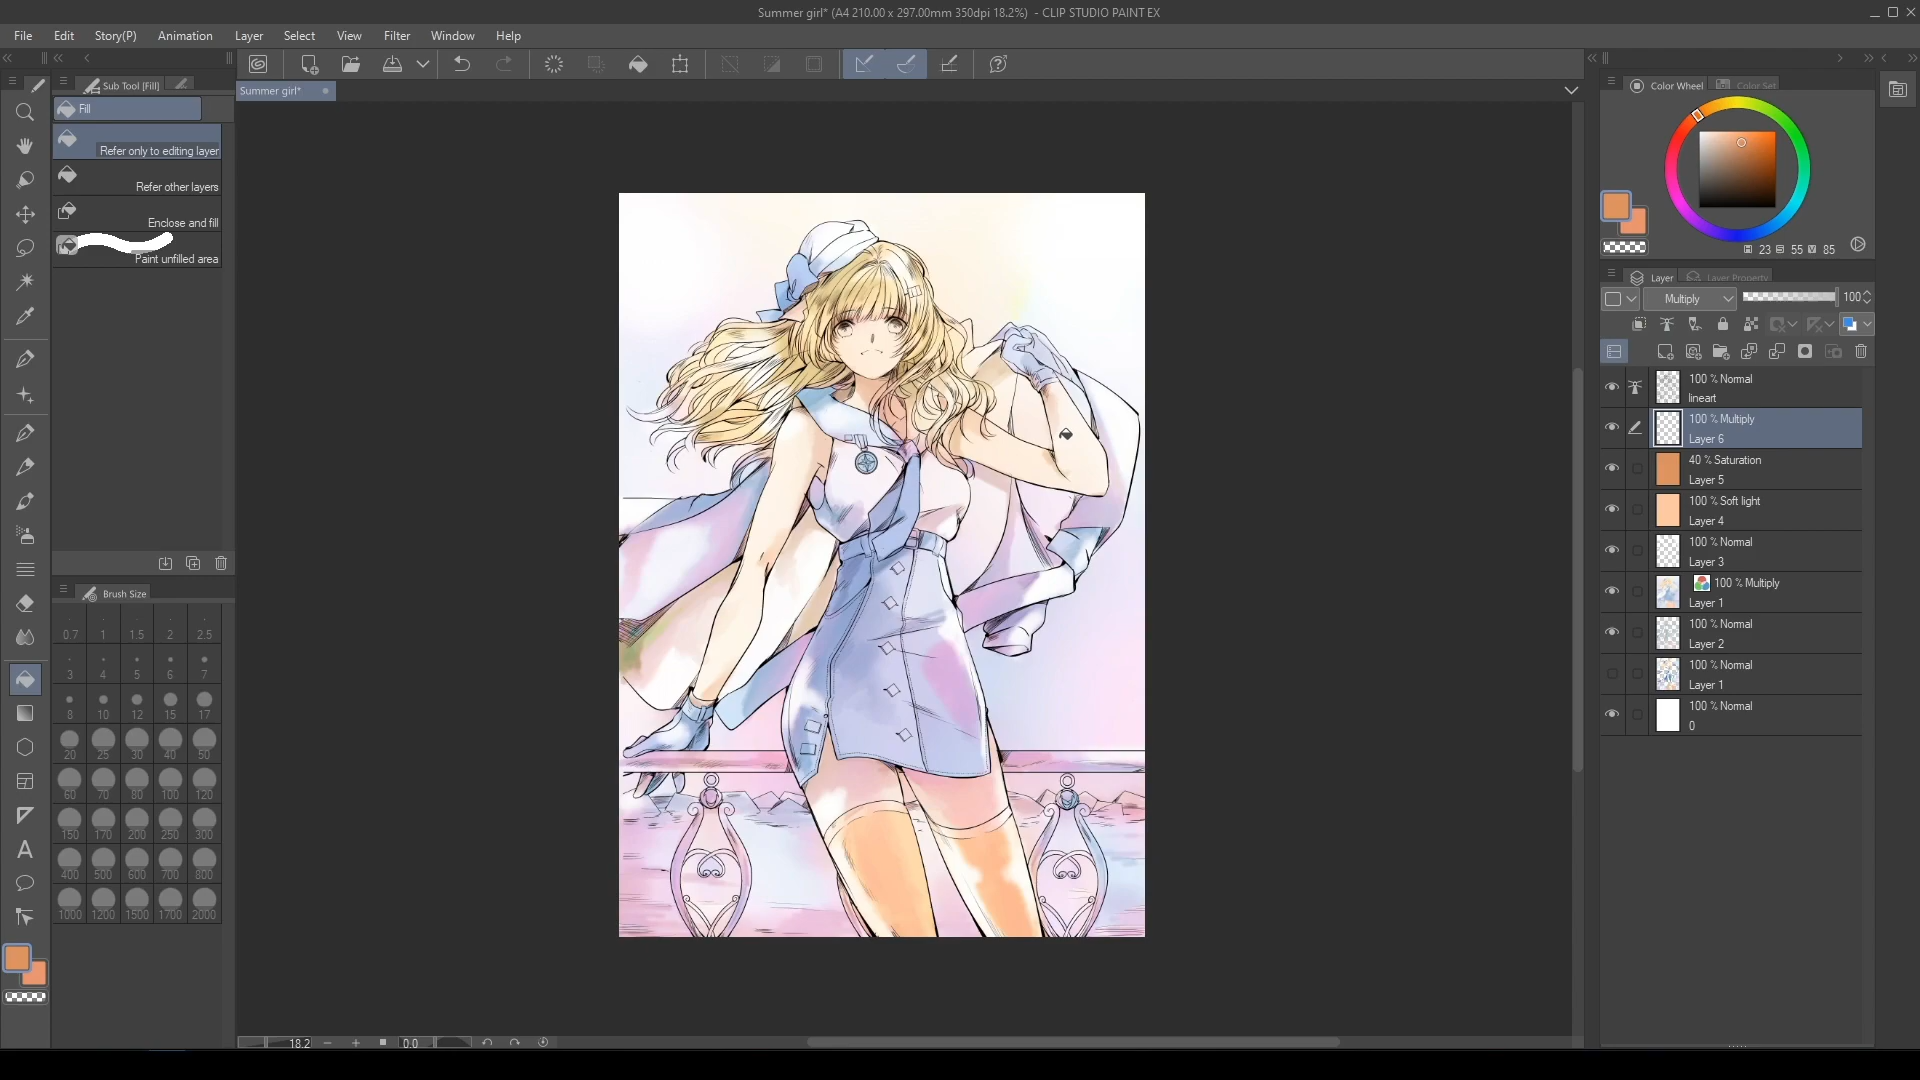 Summer girl* (A4 210.00 x 297.00mm 350dpi 18.2%) - CLIP STUDIO PAINT EX
File Edit Story(P) Animation Layer Select View Filter Window Help
Sub Tool [Fill]
Summer girl*
Fill
Refer only to editing layer
Refer other layers
Enclose and fill
Paint unfilled area
Brush Size
0.7 1 1.5 2 2.5
3 4 5 6 7
8 10 12 15 17
20 25 30 40 50
60 70 80 100 120
150 170 200 250 300
400 500 600 700 800
1000 1200 1500 1700 2000
A
18.2
0.0
Color Wheel Color Set
H 23 S 55 V 85
Layer Layer Property
Multiply 100
100 % Normal
lineart
100 % Multiply
Layer 6
40 % Saturation
Layer 5
100 % Soft light
Layer 4
100 % Normal
Layer 3
100 % Multiply
Layer 1
100 % Normal
Layer 2
100 % Normal
Layer 1
100 % Normal
0